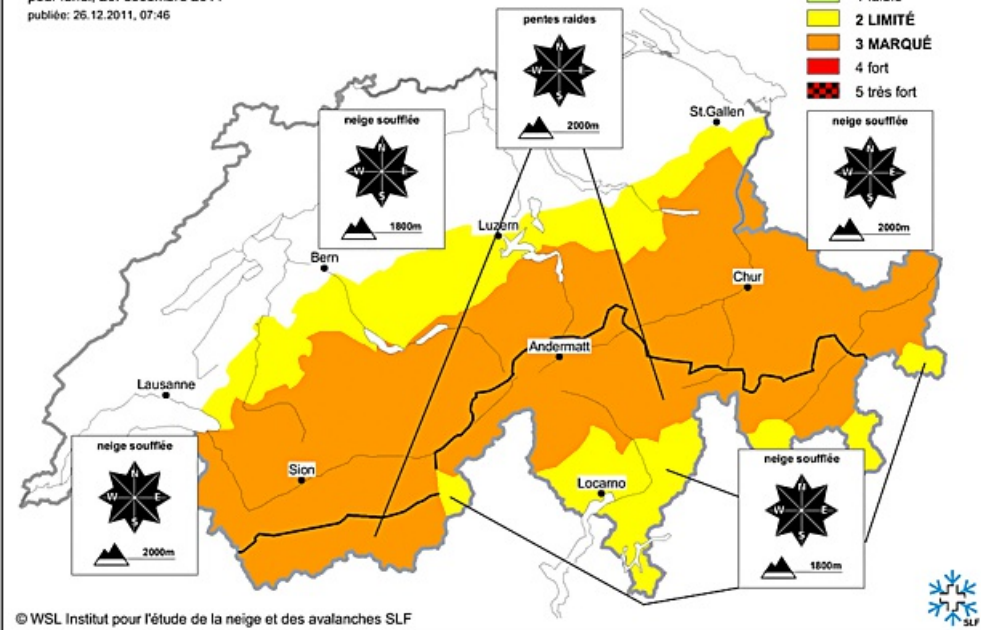 publiée: 26.12.2011, 07:46
2 LIMITÉ
3 MARQUÉ
4 fort
5 très fort
pentes raides
N
W E
S
2000m
neige soufflée
N
W E
S
1800m
neige soufflée
N
W E
S
2000m
St.Gallen
Luzern
Bern
Chur
Andermatt
Lausanne
Sion
Locarno
neige soufflée
N
W E
S
2000m
neige soufflée
N
W E
S
1800m
© WSL Institut pour l'étude de la neige et des avalanches SLF
SLF